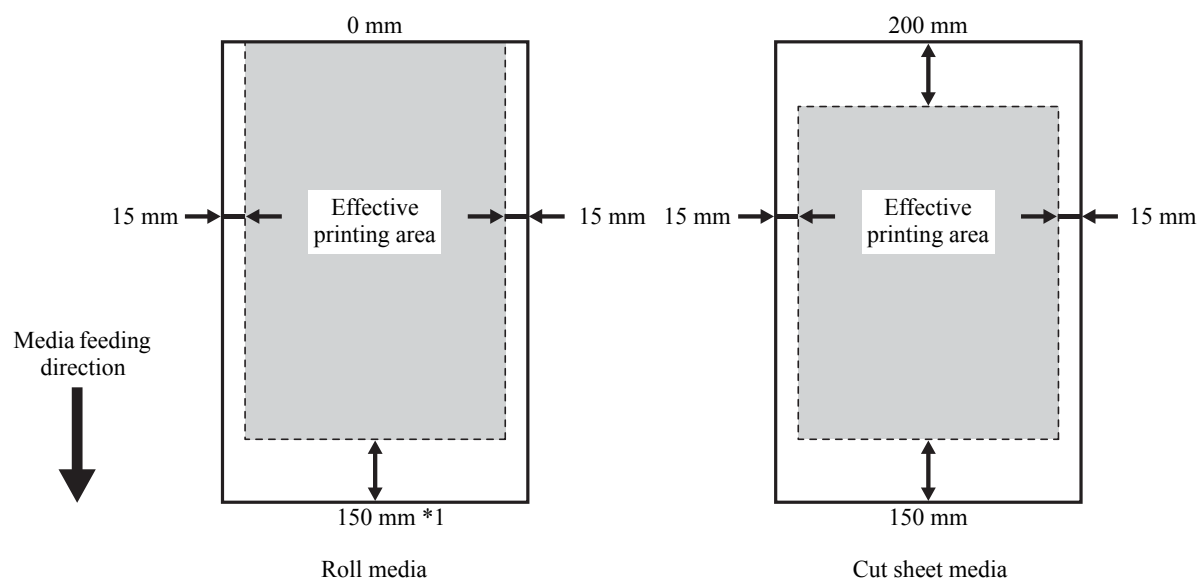 0 mm
200 mm
15 mm
Effective
printing area
15 mm
15 mm
Effective
printing area
15 mm
Media feeding
direction
150 mm *1
150 mm
Roll media
Cut sheet media